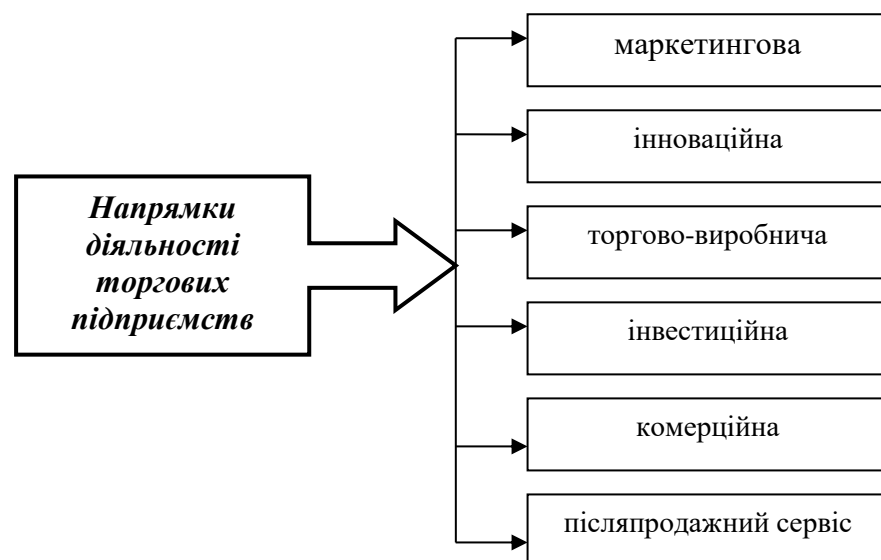 Напрямки
діяльності
торгових
підприємств
маркетингова
інноваційна
торгово-виробнича
інвестиційна
комерційна
післяпродажний сервіс